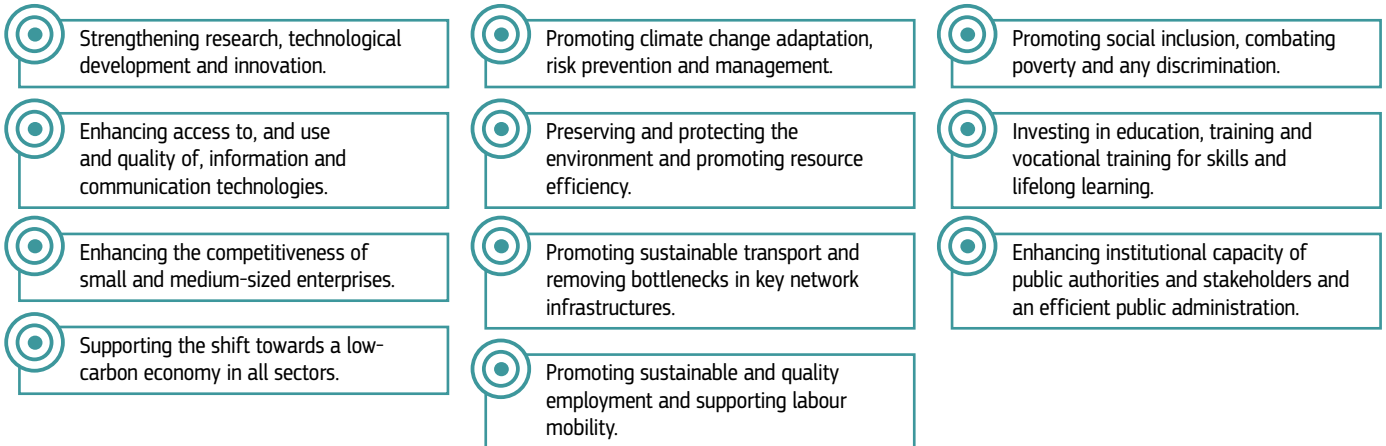 Strengthening research, technological
development and innovation.
Enhancing access to, and use
and quality of, information and
communication technologies.
Enhancing the competitiveness of
small and medium-sized enterprises.
Supporting the shift towards a low-
carbon economy in all sectors.
Promoting climate change adaptation,
risk prevention and management.
Preserving and protecting the
environment and promoting resource
efficiency.
Promoting sustainable transport and
removing bottlenecks in key network
infrastructures.
Promoting sustainable and quality
employment and supporting labour
mobility.
Promoting social inclusion, combating
poverty and any discrimination.
Investing in education, training and
vocational training for skills and
lifelong learning.
Enhancing institutional capacity of
public authorities and stakeholders and
an efficient public administration.